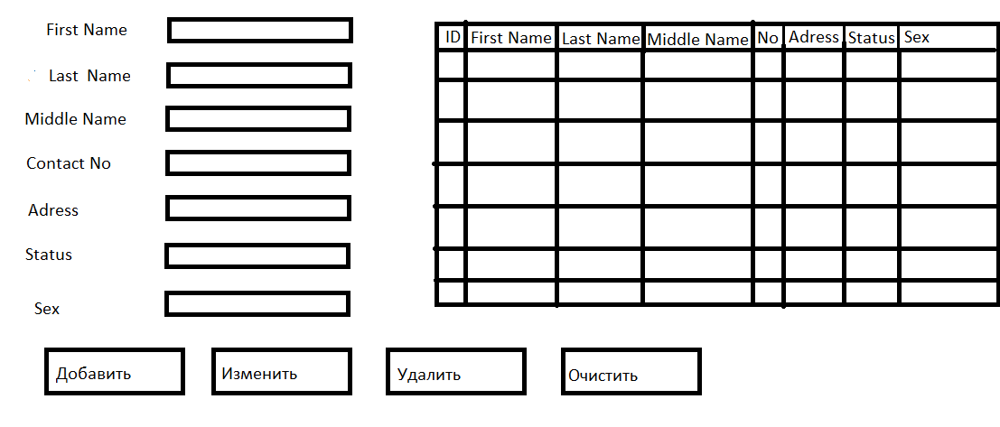 First Name
Last Name
Middle Name
Contact No
Adress
Status
Sex
ID First Name Last Name Middle Name No Adress Status Sex
Добавить Изменить Удалить Очистить